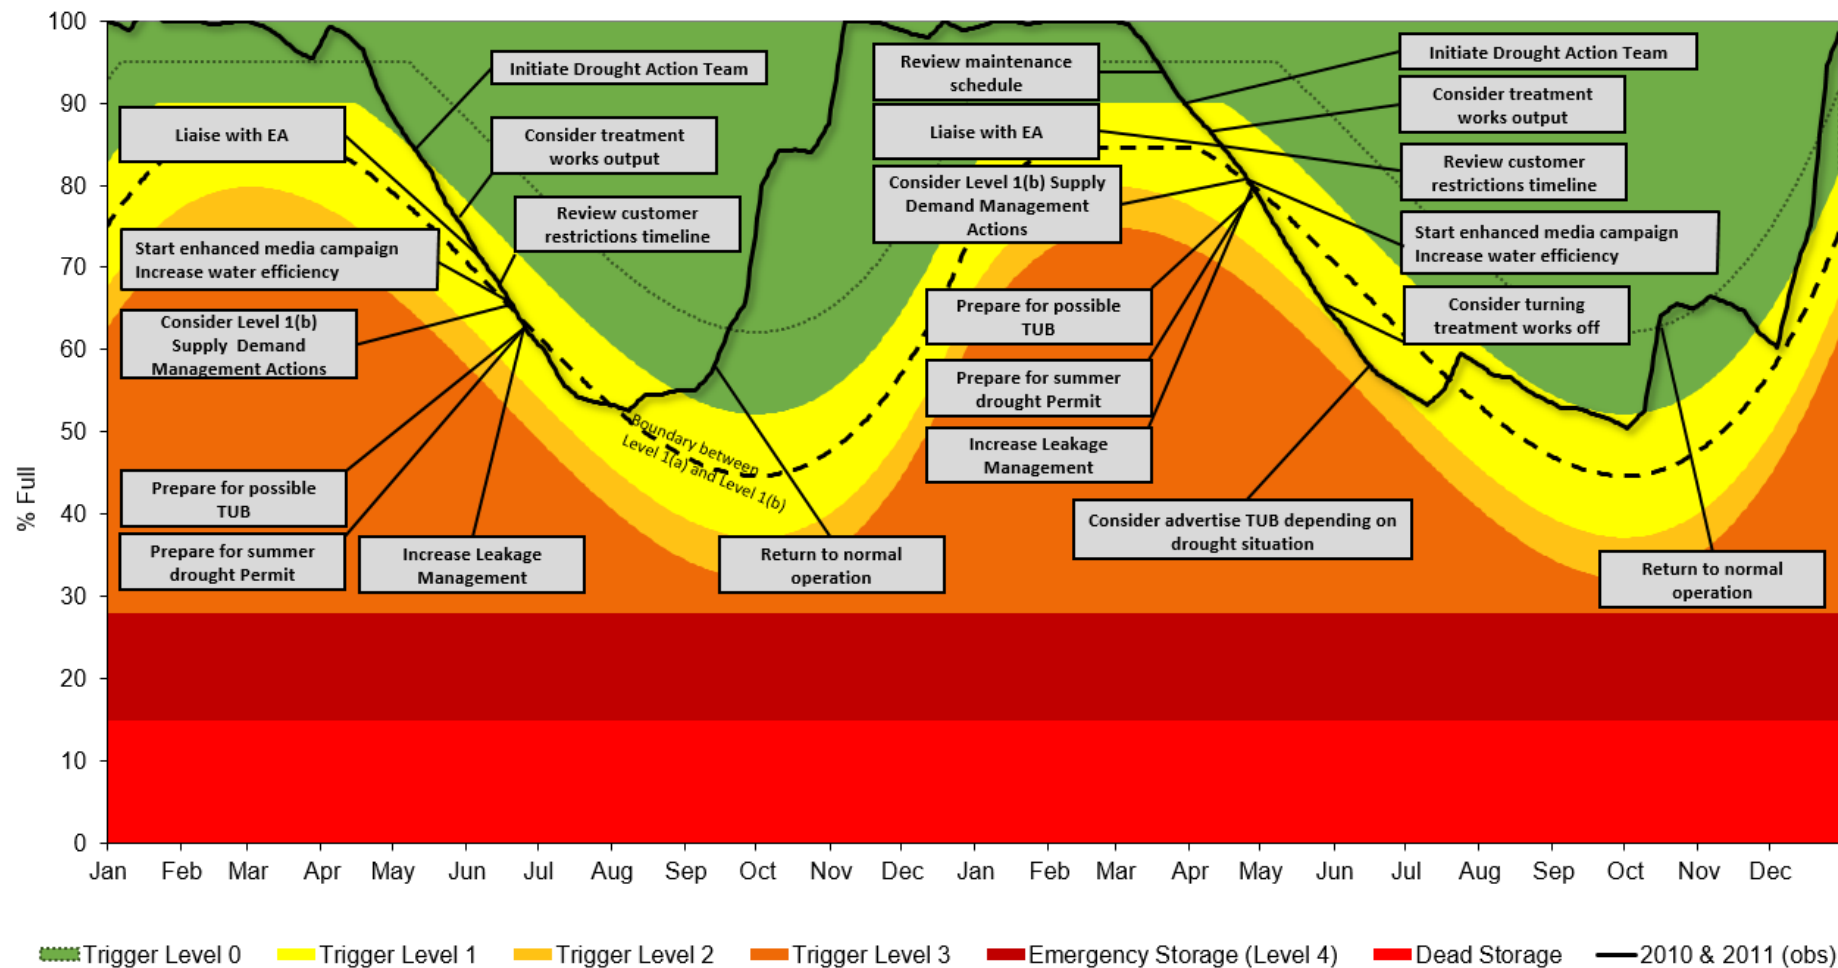 100
90
80
70
60
50
40
30
20
10
0
% Full
Initiate Drought Action Team
Liaise with EA
Consider treatment
works output
Review customer
restrictions timeline
Start enhanced media campaign
Increase water efficiency
Consider Level 1(b)
Supply Demand
Management Actions
Prepare for possible
TUB
Prepare for summer
drought Permit
Increase Leakage
Management
Boundary between
Level 1(a) and Level 1(b)
Return to normal
operation
Review maintenance
schedule
Liaise with EA
Consider Level 1(b) Supply
Demand Management
Actions
Prepare for possible
TUB
Prepare for summer
drought Permit
Increase Leakage
Management
Consider advertise TUB depending on
drought situation
Initiate Drought Action Team
Consider treatment
works output
Review customer
restrictions timeline
Start enhanced media campaign
Increase water efficiency
Consider turning
treatment works off
Return to normal
operation
Jan Feb Mar Apr May Jun Jul Aug Sep Oct Nov Dec Jan Feb Mar Apr May Jun Jul Aug Sep Oct Nov Dec
Trigger Level 0 Trigger Level 1 Trigger Level 2 Trigger Level 3 Emergency Storage (Level 4) Dead Storage 2010 & 2011 (obs)